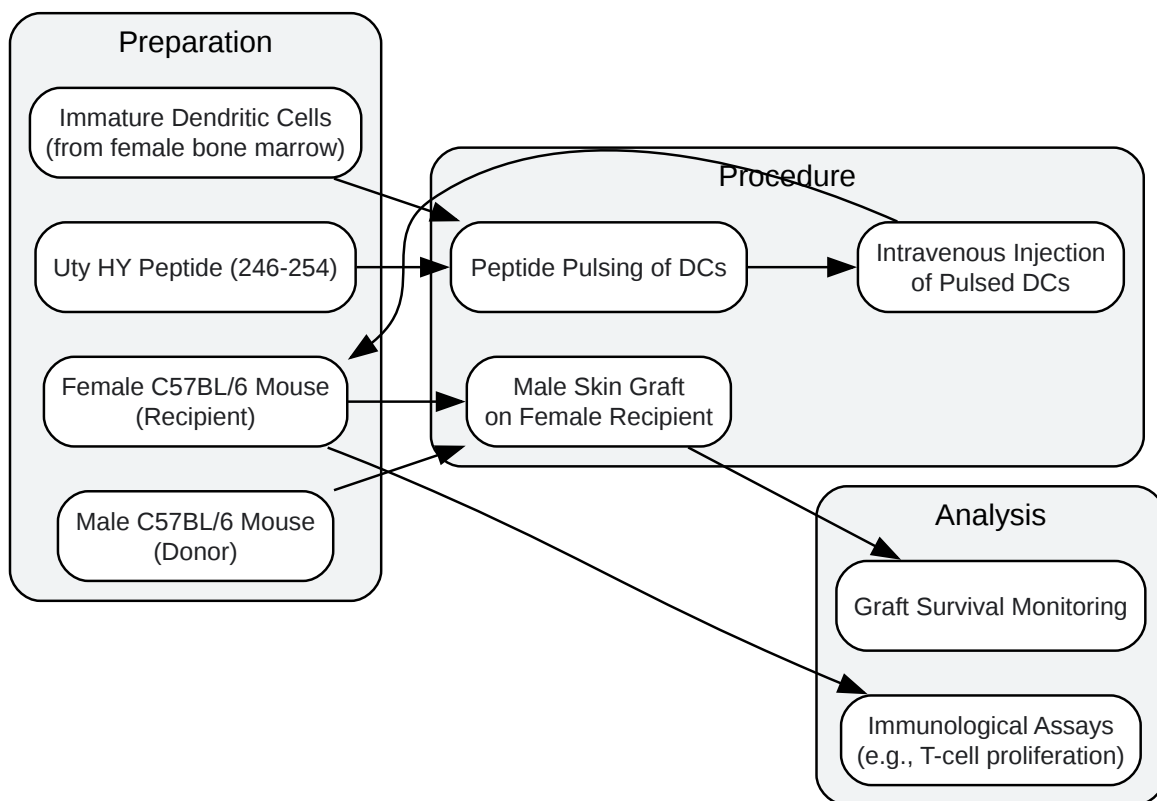 Preparation
Immature Dendritic Cells
(from female bone marrow)
Uty HY Peptide (246-254)
Female C57BL/6 Mouse
(Recipient)
Male C57BL/6 Mouse
(Donor)
Procedure
Peptide Pulsing of DCs
Intravenous Injection
of Pulsed DCs
Male Skin Graft
on Female Recipient
Analysis
Graft Survival Monitoring
Immunological Assays
(e.g., T-cell proliferation)